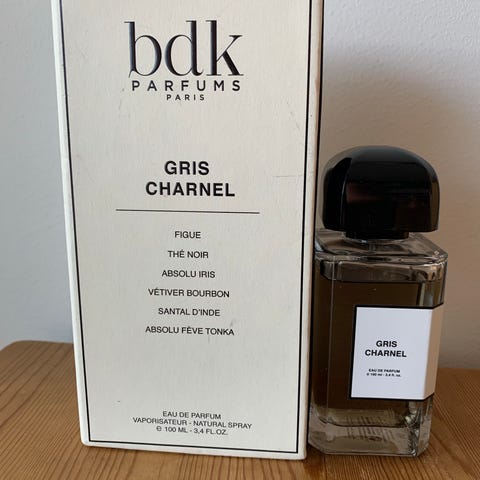 bdk
PARFUMS
PARIS
GRIS
CHARNEL
FIGUE
THÉ NOIR
ABSOLU IRIS
VÉTIVER BOURBON
SANTAL D'INDE
ABSOLU FÈVE TONKA
EAU DE PARFUM
VAPORISATEUR - NATURAL SPRAY
℮ 100 ML - 3,4 FL.OZ.
GRIS
CHARNEL
EAU DE PARFUM
℮ 100 ml - 3,4 fl. oz.